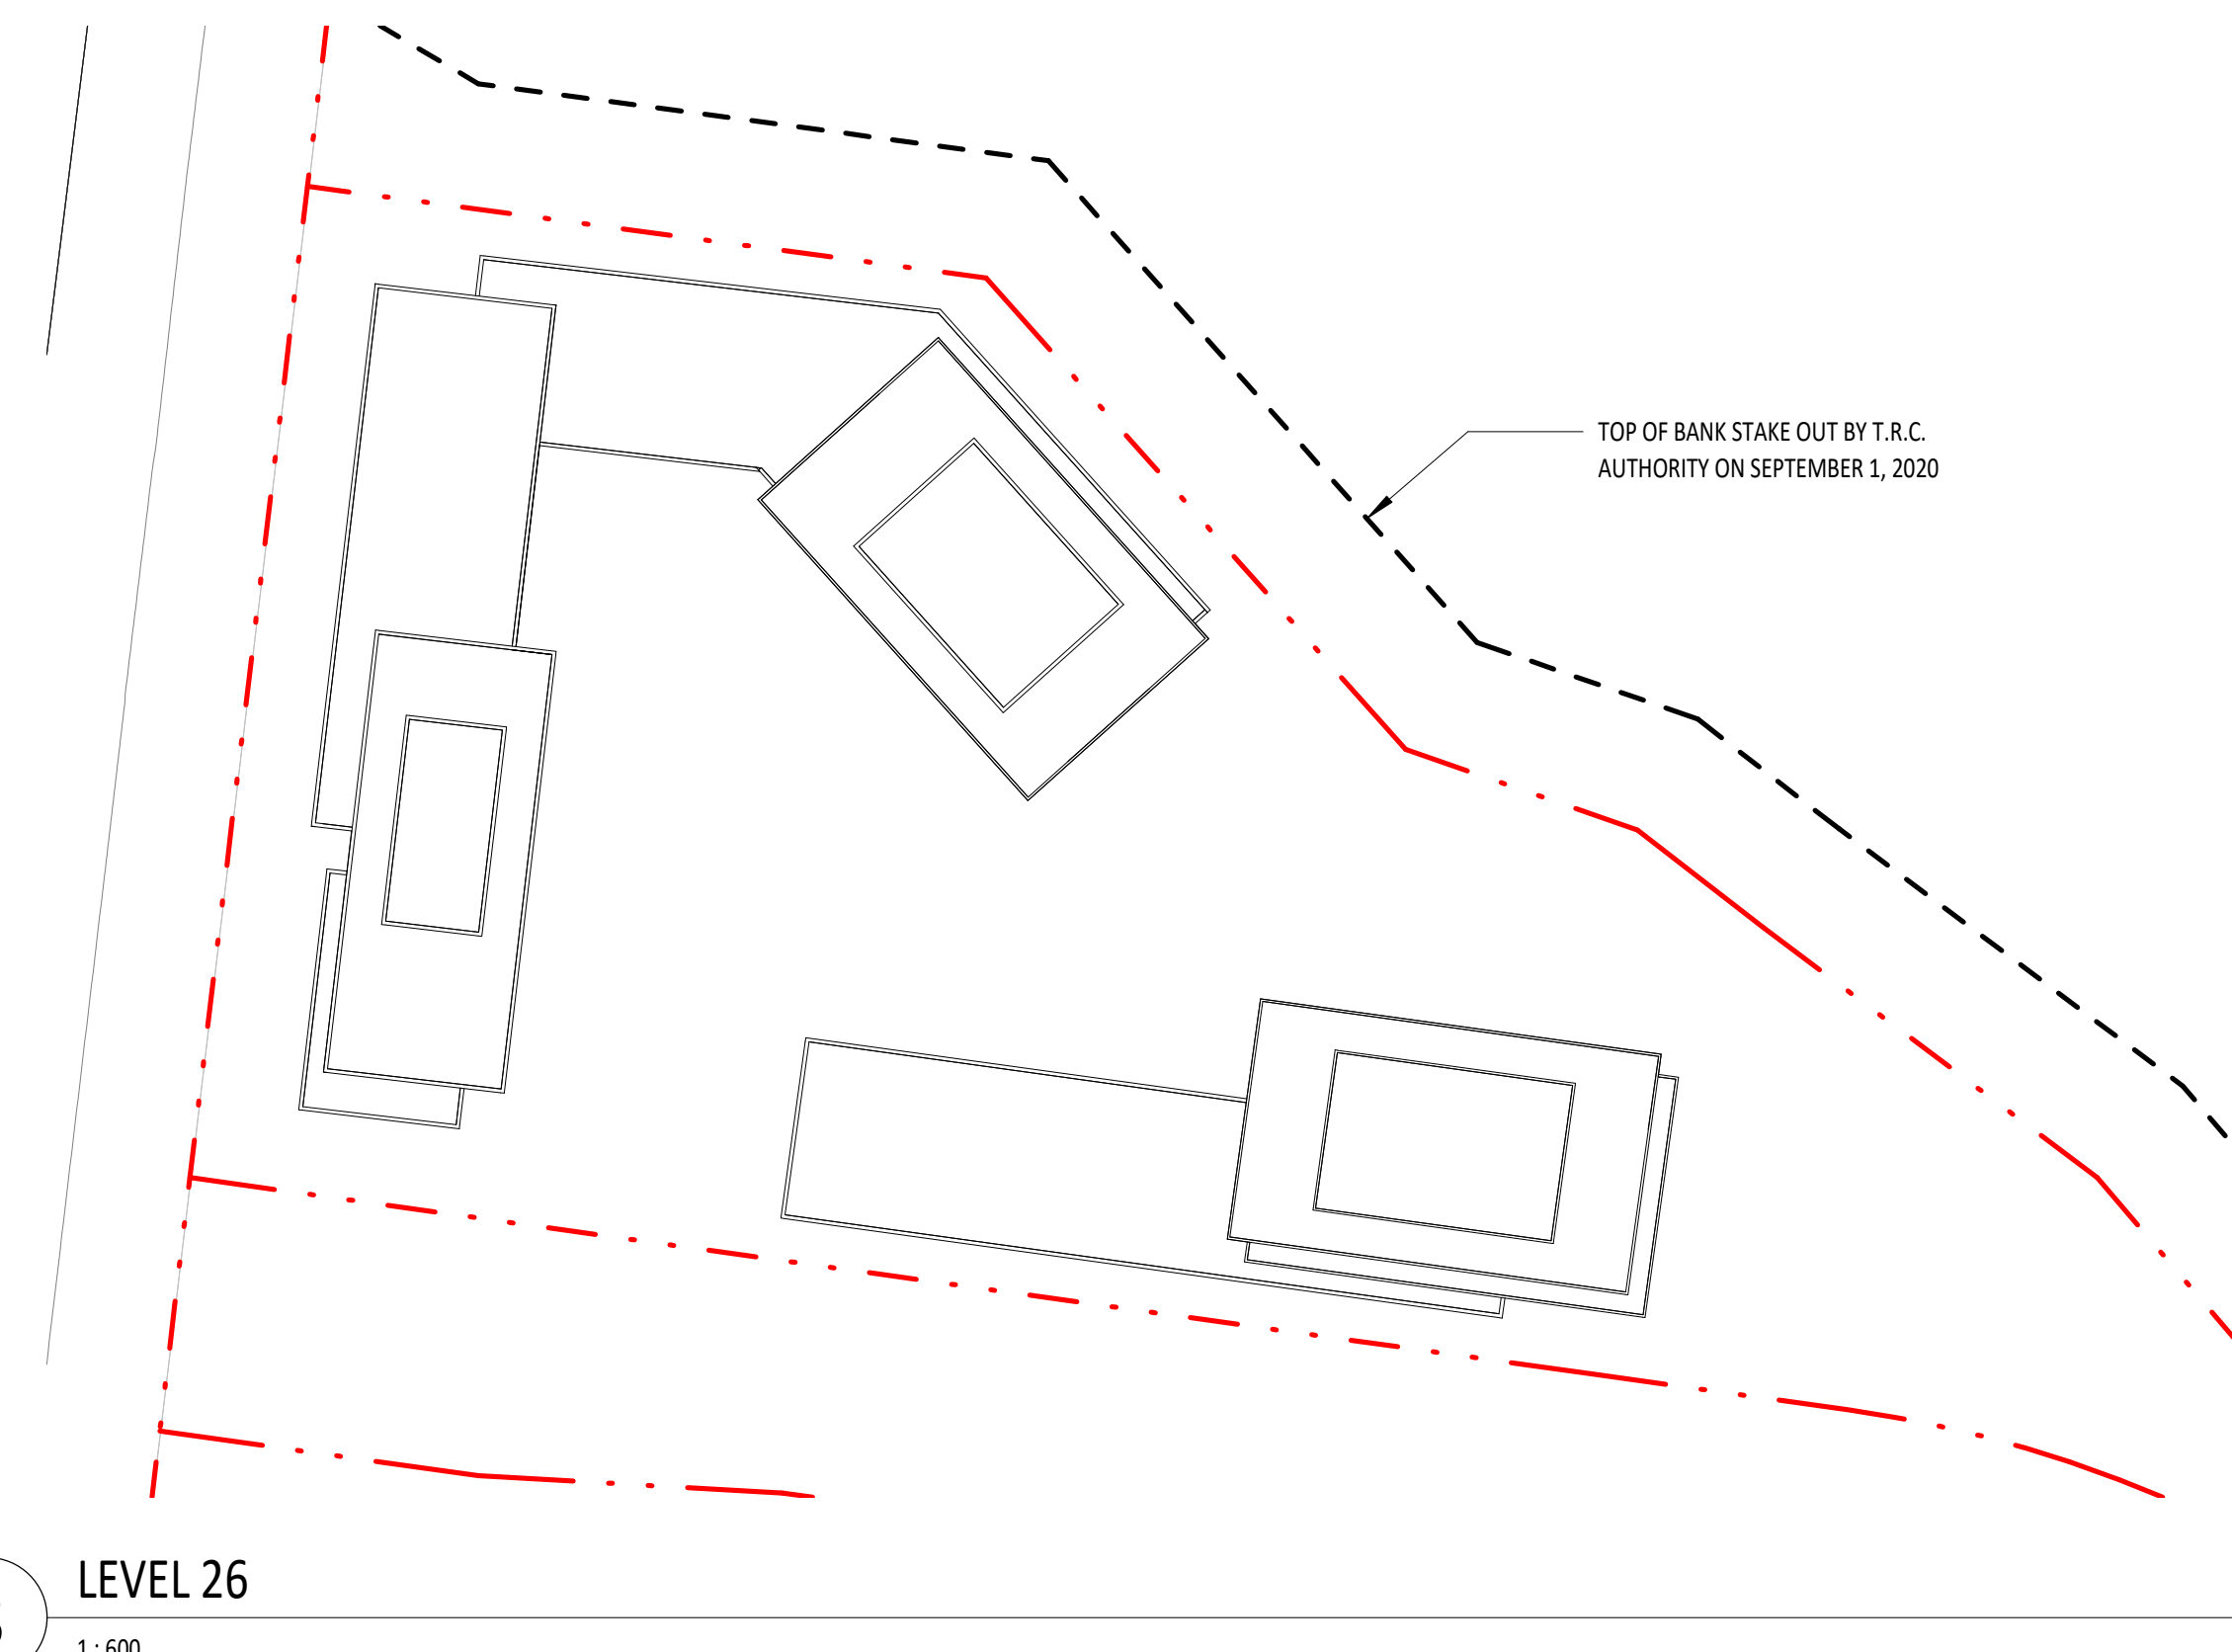 TOP OF BANK STAKE OUT BY T.R.C.
AUTHORITY ON SEPTEMBER 1, 2020
LEVEL 26
1 : 600